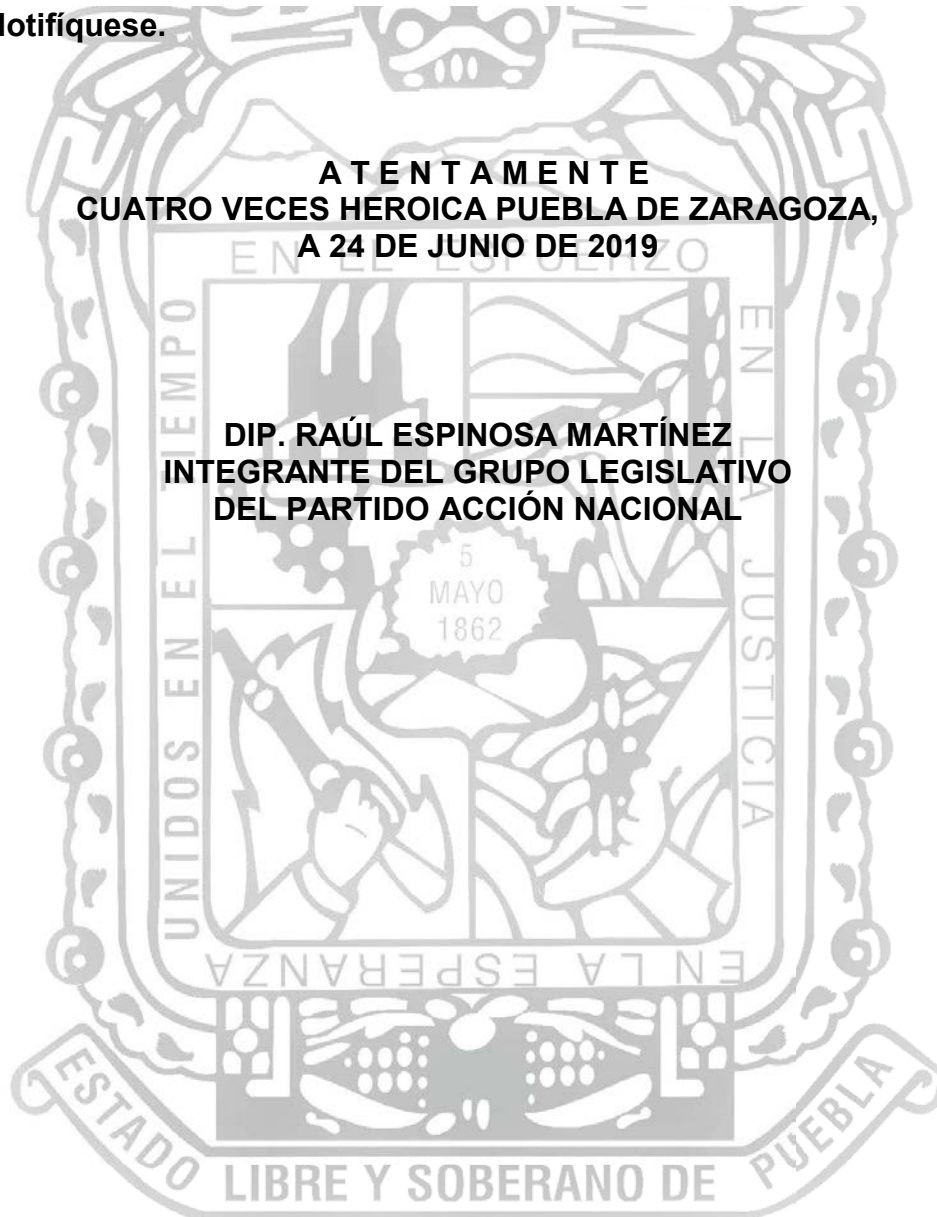 Notifíquese.
A T E N T A M E N T E
CUATRO VECES HEROICA PUEBLA DE ZARAGOZA,
A 24 DE JUNIO DE 2019
DIP. RAÚL ESPINOSA MARTÍNEZ
INTEGRANTE DEL GRUPO LEGISLATIVO
DEL PARTIDO ACCIÓN NACIONAL
UNIDOS EN EL TIEMPO
EN EL ESFUERZO
EN LA JUSTICIA
EN LA ESPERANZA
5
MAYO
1862
ESTADO LIBRE Y SOBERANO DE PUEBLA